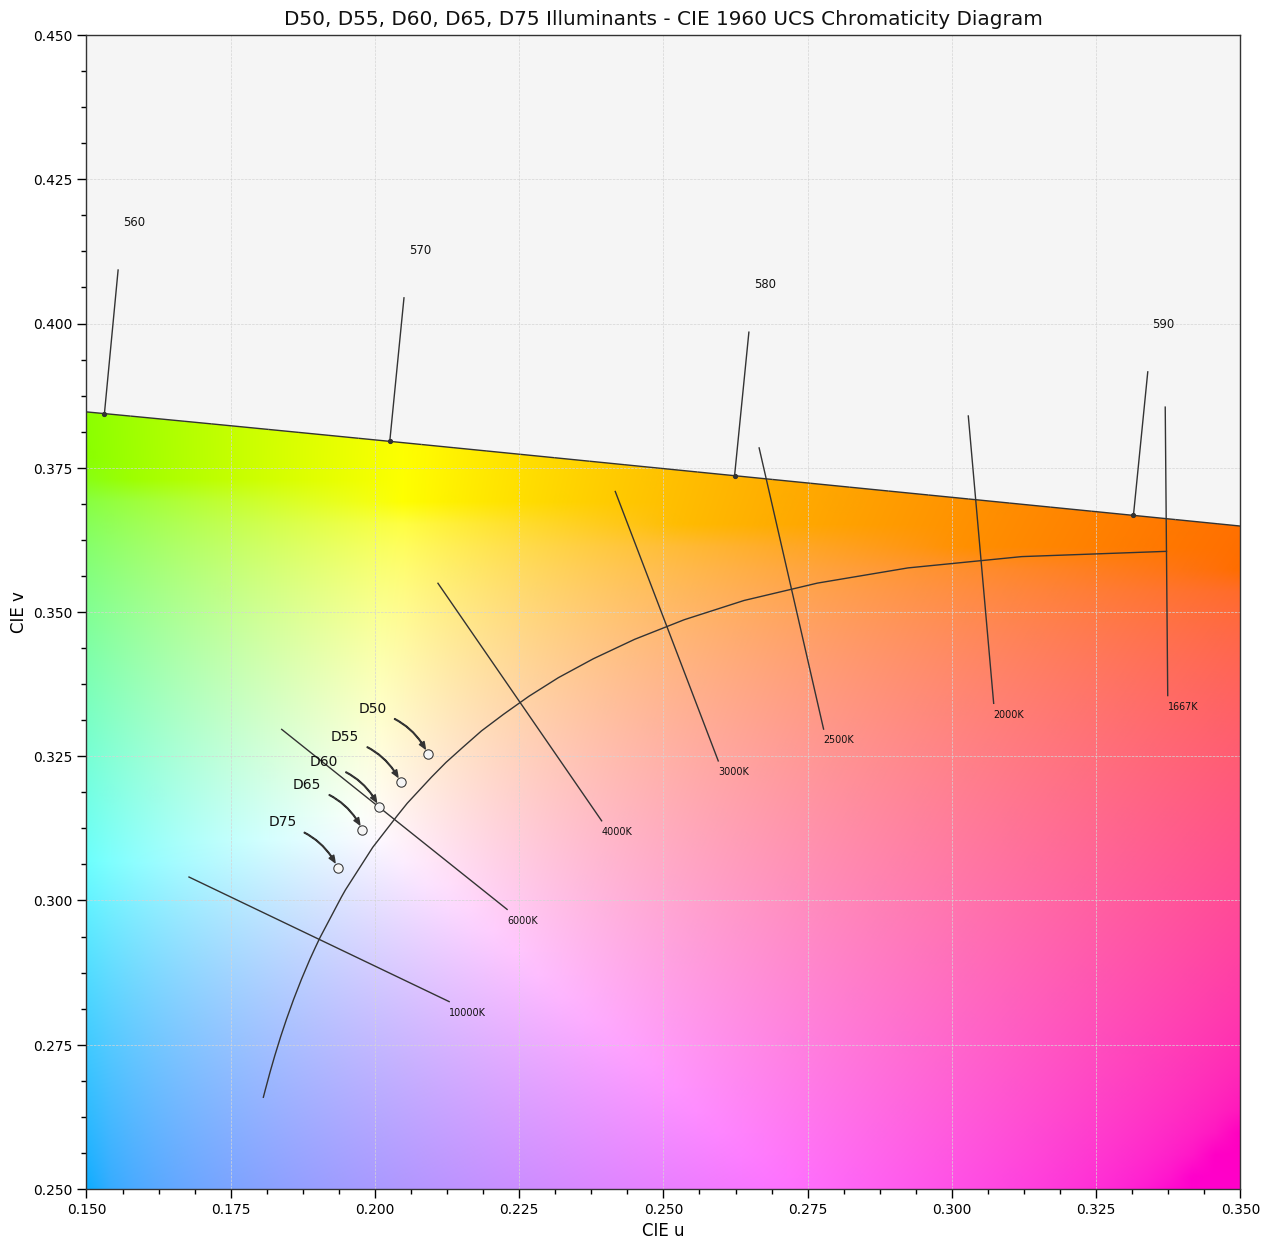 D50, D55, D60, D65, D75 Illuminants - CIE 1960 UCS Chromaticity Diagram
0.450
0.425
0.400
0.375
0.350
0.325
0.300
0.275
0.250
CIE v
560
570
580
590
D50
D55
D60
D65
D75
1667K
2000K
2500K
3000K
4000K
6000K
10000K
0.150
0.175
0.200
0.225
0.250
0.275
0.300
0.325
0.350
CIE u